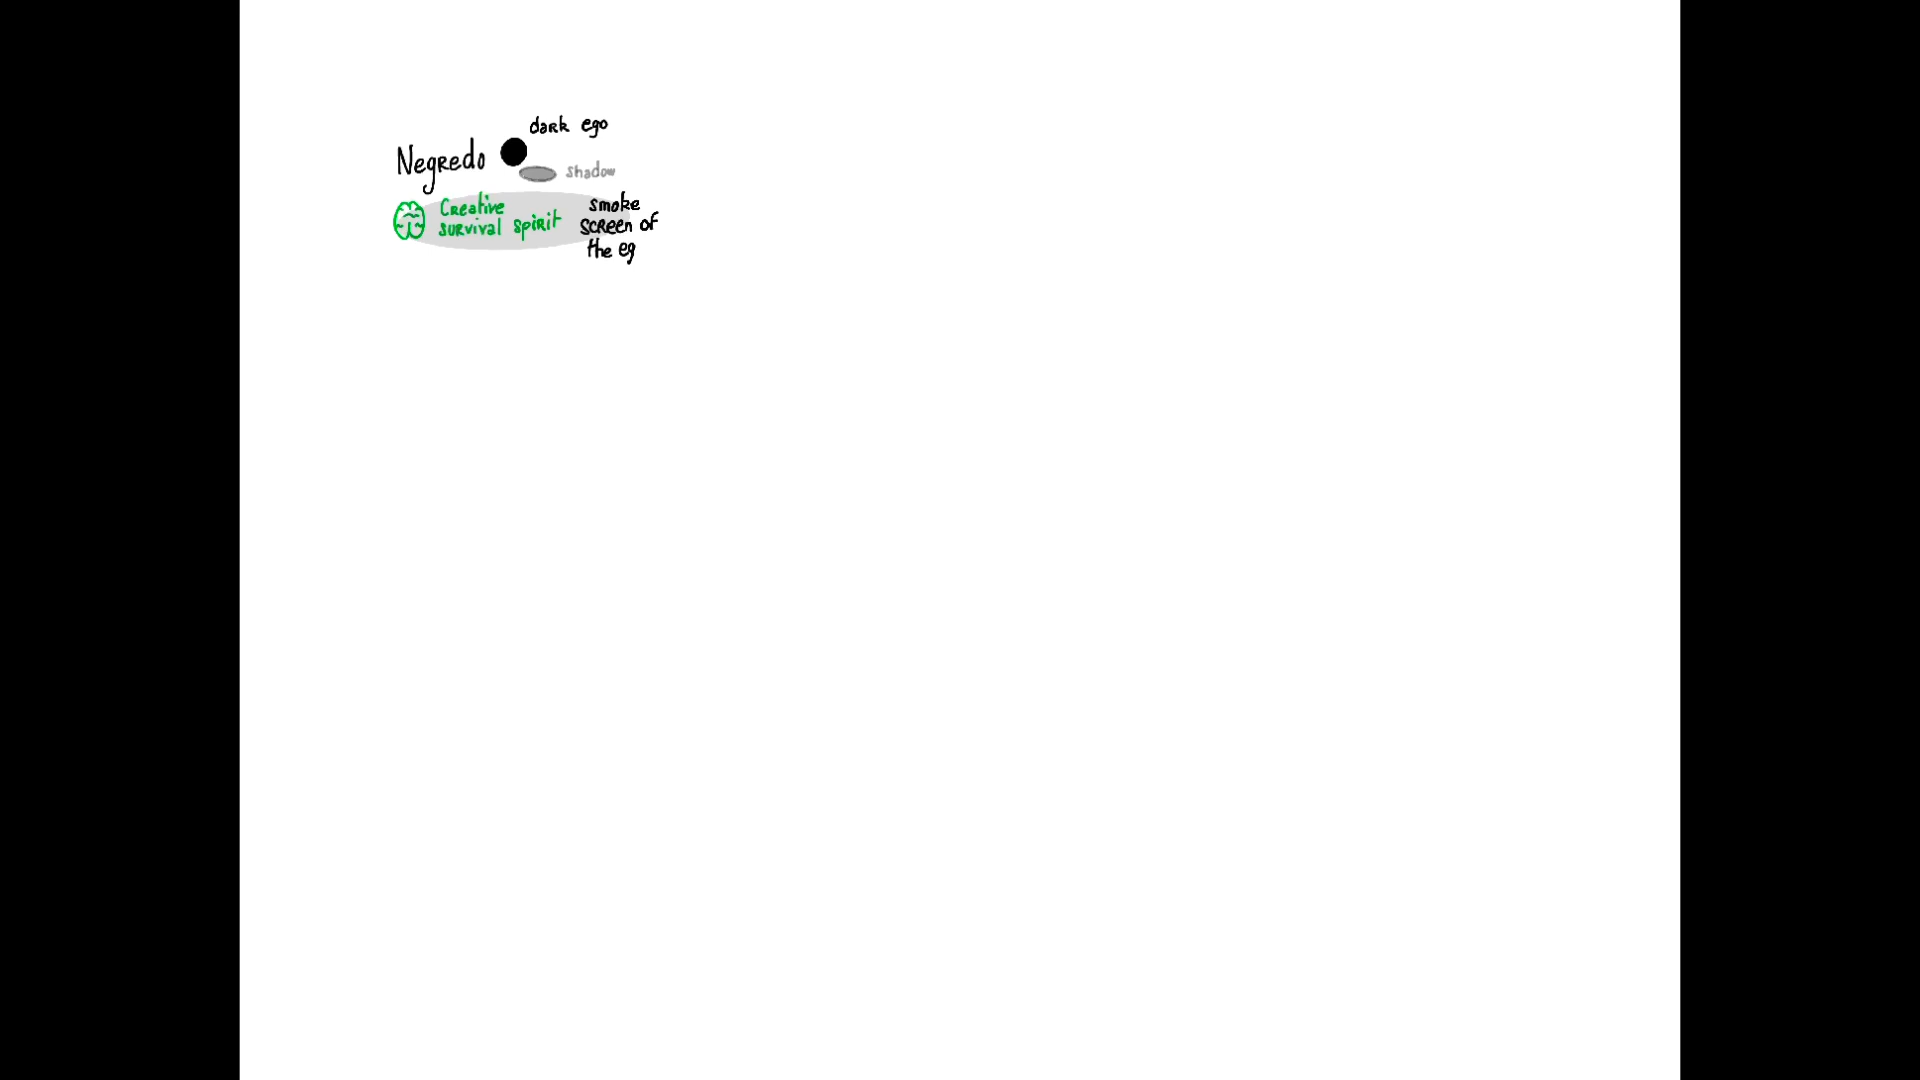 dark ego
Negredo
shadow
Creative
survival spirit
smoke
screen of
the eg